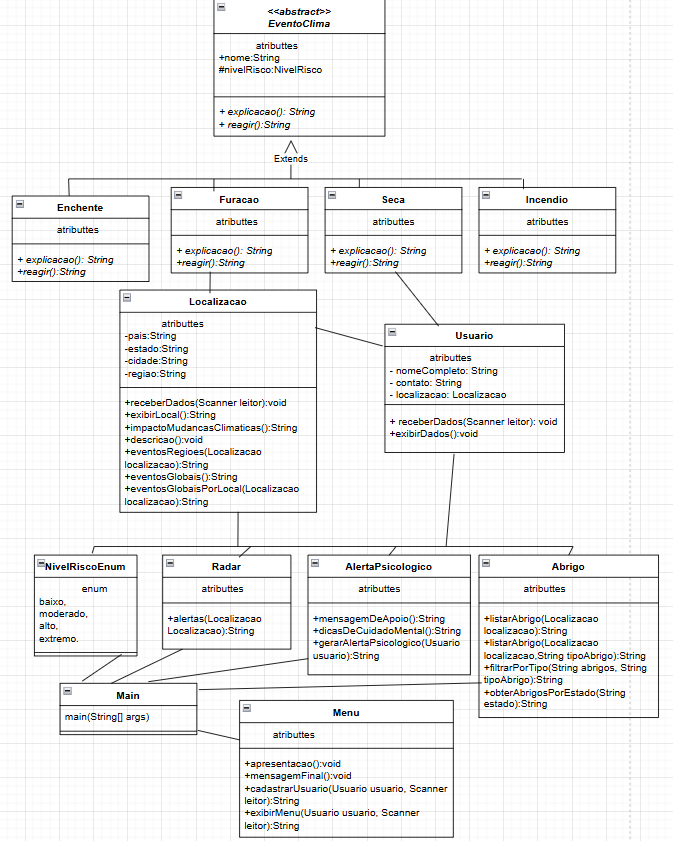 <<abstract>>
EventoClima
atributtes
+nome:String
#nivelRisco:NivelRisco
+ explicacao(): String
+ reagir():String
Extends
Enchente
atributtes
+ explicacao(): String
+reagir():String
Furacao
atributtes
+ explicacao(): String
+reagir():String
Seca
atributtes
+ explicacao(): String
+reagir():String
Incendio
atributtes
+ explicacao(): String
+reagir():String
Localizacao
atributtes
-pais:String
-estado:String
-cidade:String
-regiao:String
+receberDados(Scanner leitor):void
+exibirLocal():String
+impactoMudancasClimaticas():String
+descricao():void
+eventosRegioes(Localizacao
localizacao):String
+eventosGlobais():String
+eventosGlobaisPorLocal(Localizacao
localizacao):String
Usuario
atributtes
- nomeCompleto: String
- contato: String
- localizacao: Localizacao
+ receberDados(Scanner leitor): void
+exibirDados():void
NivelRiscoEnum
enum
baixo,
moderado,
alto,
extremo.
Radar
atributtes
+alertas(Localizacao
Localizacao):String
AlertaPsicologico
atributtes
+mensagemDeApoio():String
+dicasDeCuidadoMental():String
+gerarAlertaPsicologico(Usuario
usuario):String
Abrigo
atributtes
+listarAbrigo(Localizacao
localizacao):String
+listarAbrigo(Localizacao
localizacao,String tipoAbrigo):String
+filtrarPorTipo(String abrigos, String
tipoAbrigo):String
+obterAbrigosPorEstado(String
estado):String
Main
main(String[] args)
Menu
atributtes
+apresentacao():void
+mensagemFinal():void
+cadastrarUsuario(Usuario usuario, Scanner
leitor):String
+exibirMenu(Usuario usuario, Scanner
leitor):String